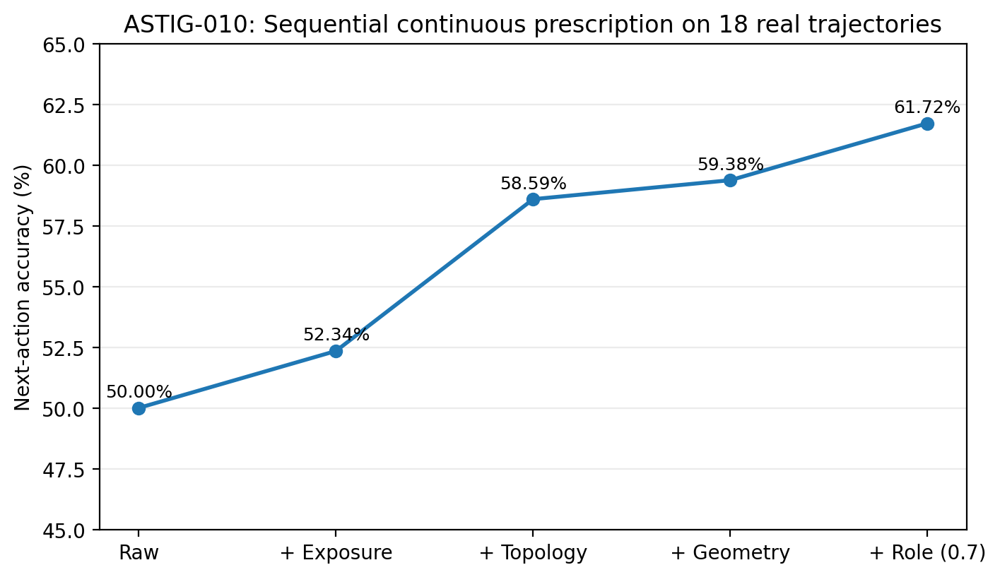 ASTIG-010: Sequential continuous prescription on 18 real trajectories
Next-action accuracy (%)
65.0
62.5
60.0
57.5
55.0
52.5
50.0
47.5
45.0
50.00%
52.34%
58.59%
59.38%
61.72%
Raw
+ Exposure
+ Topology
+ Geometry
+ Role (0.7)